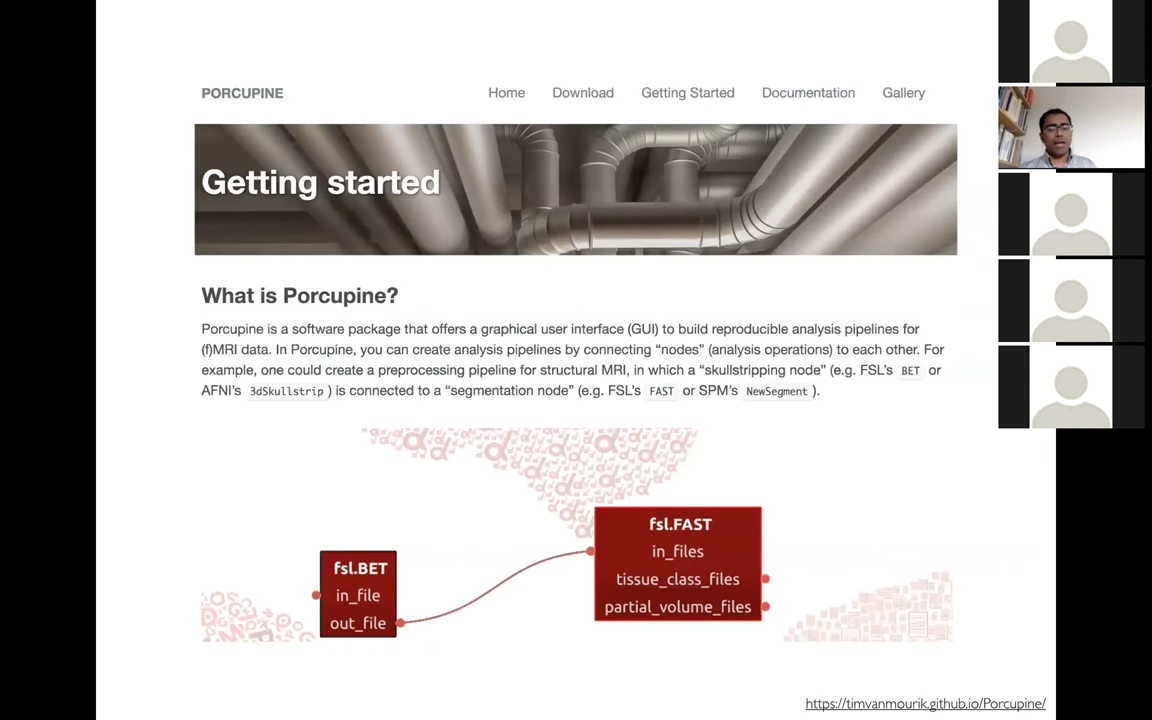 PORCUPINE
Home Download Getting Started Documentation Gallery
Getting started
What is Porcupine?
Porcupine is a software package that offers a graphical user interface (GUI) to build reproducible analysis pipelines for
(f)MRI data. In Porcupine, you can create analysis pipelines by connecting “nodes” (analysis operations) to each other. For
example, one could create a preprocessing pipeline for structural MRI, in which a “skullstripping node” (e.g. FSL’s BET or
AFNI’s 3dSkullstrip ) is connected to a “segmentation node” (e.g. FSL’s FAST or SPM’s NewSegment ).
fsl.BET
in_file
out_file
fsl.FAST
in_files
tissue_class_files
partial_volume_files
https://timvanmourik.github.io/Porcupine/